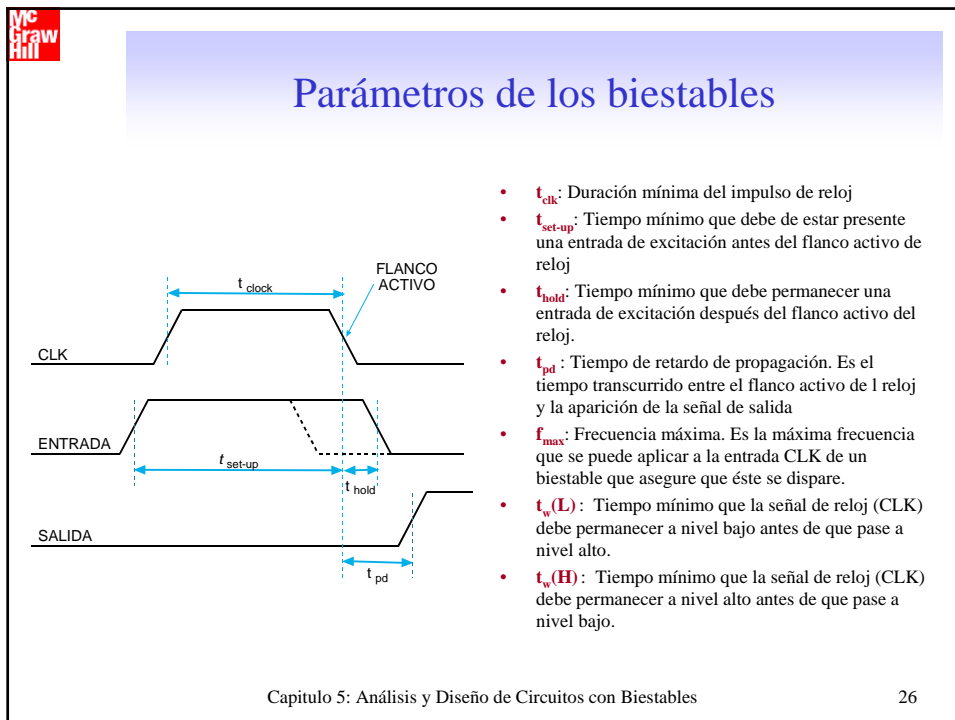 Mc
Graw
Hill
Parámetros de los biestables
t clock
FLANCO
ACTIVO
CLK
ENTRADA
t set-up
t hold
SALIDA
t pd
• tclk: Duración mínima del impulso de reloj
• tset-up: Tiempo mínimo que debe de estar presente
una entrada de excitación antes del flanco activo de
reloj
• thold: Tiempo mínimo que debe permanecer una
entrada de excitación después del flanco activo del
reloj.
• tpd : Tiempo de retardo de propagación. Es el
tiempo transcurrido entre el flanco activo de l reloj
y la aparición de la señal de salida
• fmax: Frecuencia máxima. Es la máxima frecuencia
que se puede aplicar a la entrada CLK de un
biestable que asegure que éste se dispare.
• tw(L) : Tiempo mínimo que la señal de reloj (CLK)
debe permanecer a nivel bajo antes de que pase a
nivel alto.
• tw(H) : Tiempo mínimo que la señal de reloj (CLK)
debe permanecer a nivel alto antes de que pase a
nivel bajo.
Capitulo 5: Análisis y Diseño de Circuitos con Biestables
26